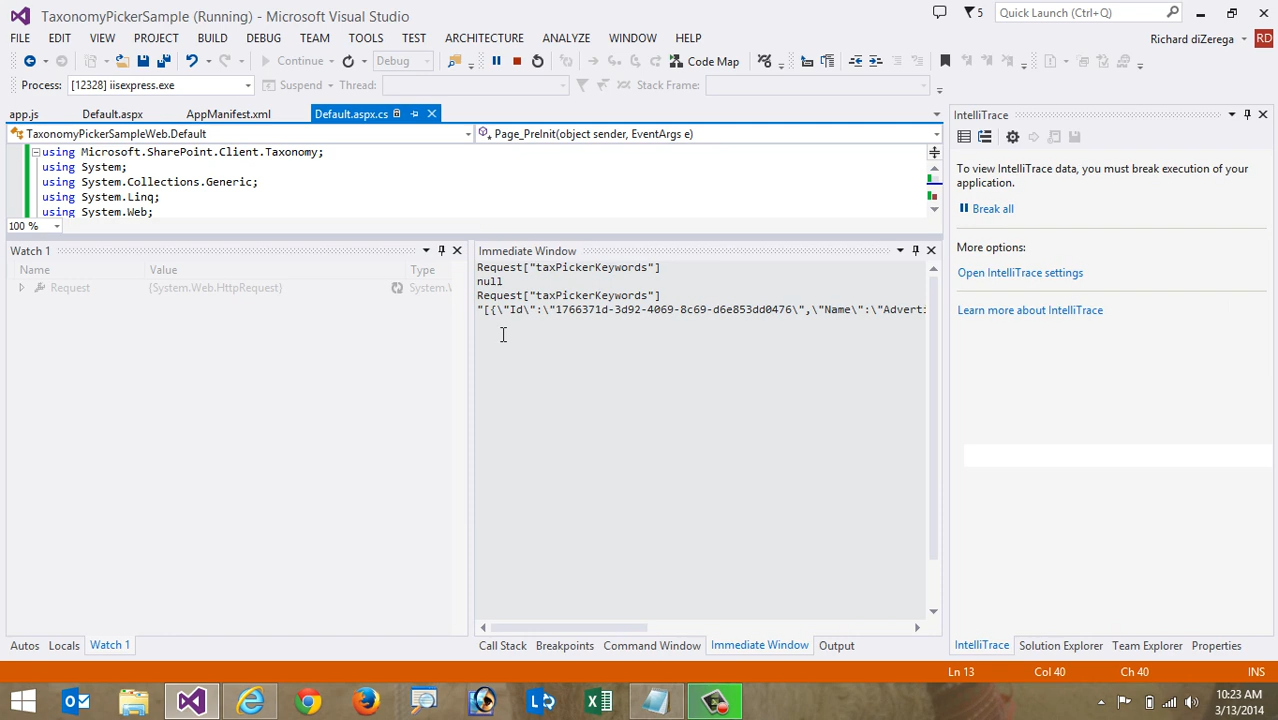 TaxonomyPickerSample (Running) - Microsoft Visual Studio
5
Quick Launch (Ctrl+Q)
FILE EDIT VIEW PROJECT BUILD DEBUG TEAM TOOLS TEST ARCHITECTURE ANALYZE WINDOW HELP
Richard diZerega
RD
Continue
Debug
Code Map
Process: [12328] iisexpress.exe
Suspend
Thread:
Stack Frame:
app.js Default.aspx AppManifest.xml Default.aspx.cs
TaxonomyPickerSampleWeb.Default
Page_PreInit(object sender, EventArgs e)
using Microsoft.SharePoint.Client.Taxonomy;
using System;
using System.Collections.Generic;
using System.Linq;
using System.Web;
100 %
Watch 1
Name Value Type
Request {System.Web.HttpRequest} System.W
Autos Locals Watch 1
Immediate Window
Request["taxPickerKeywords"]
null
Request["taxPickerKeywords"]
"[{\"Id\":\"1766371d-3d92-4069-8c69-d6e853dd0476\",\"Name\":\"Adverti
Call Stack Breakpoints Command Window Immediate Window Output
IntelliTrace
To view IntelliTrace data, you must break execution of your
application.
Break all
More options:
Open IntelliTrace settings
Learn more about IntelliTrace
IntelliTrace Solution Explorer Team Explorer Properties
Ln 13 Col 40 Ch 40 INS
10:23 AM
3/13/2014